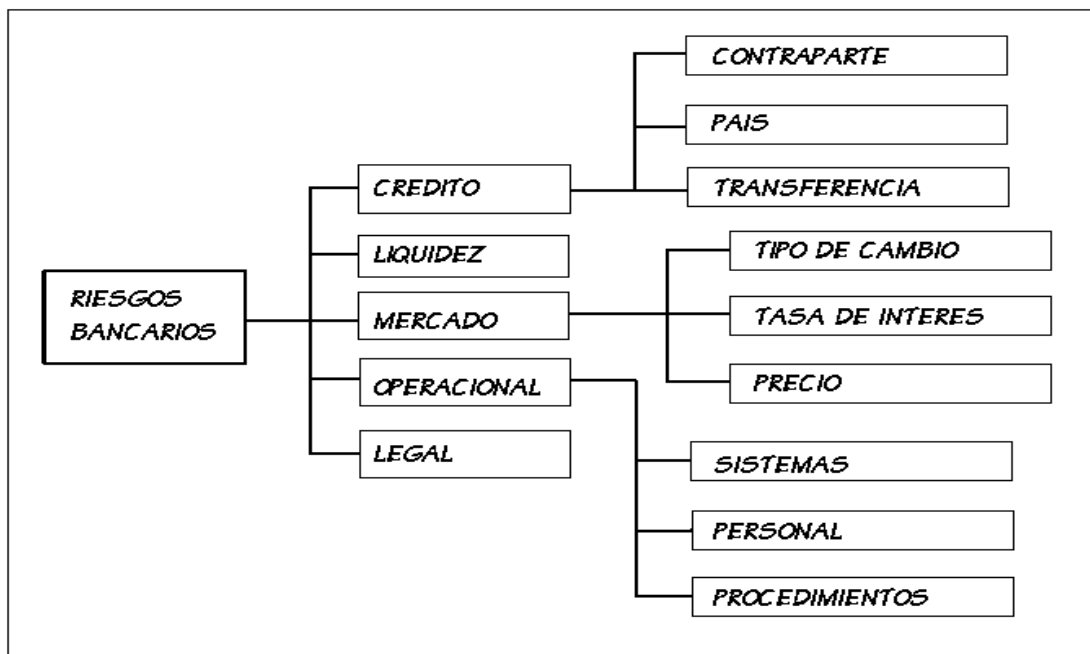 RIESGOS
BANCARIOS
CREDITO
LIQUIDEZ
MERCADO
OPERACIONAL
LEGAL
CONTRAPARTE
PAIS
TRANSFERENCIA
TIPO DE CAMBIO
TASA DE INTERES
PRECIO
SISTEMAS
PERSONAL
PROCEDIMIENTOS